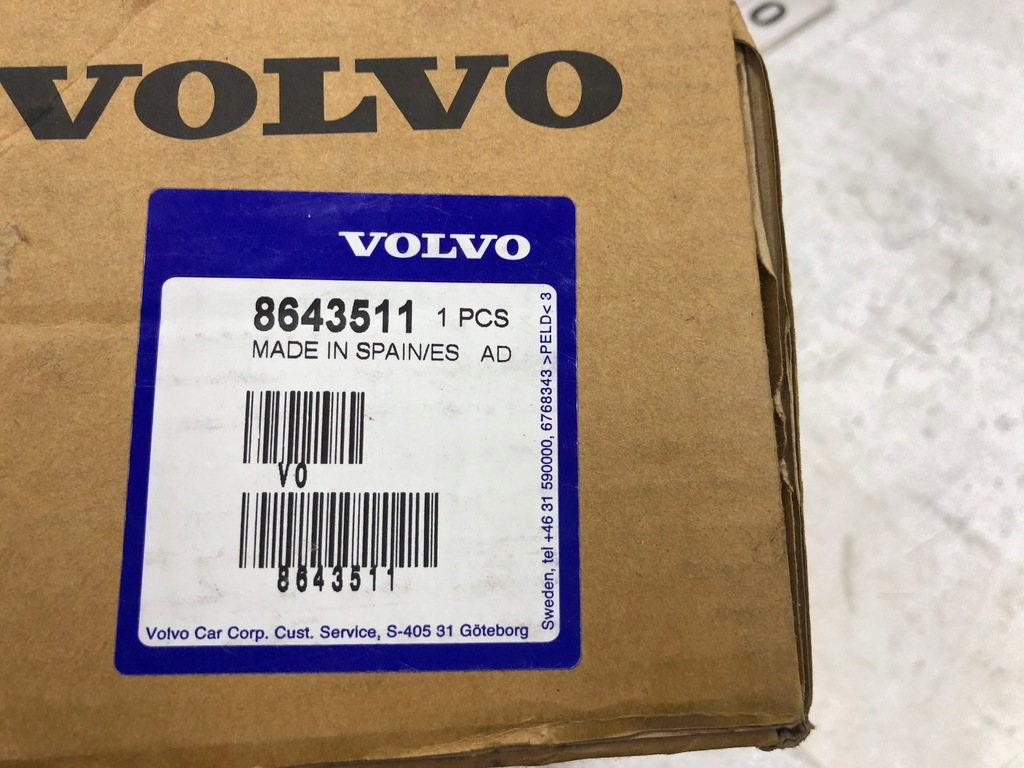 VOLVO
VOLVO
8643511 1 PCS
MADE IN SPAIN/ES AD
VO
8643511
Volvo Car Corp. Cust. Service, S-405 31 Göteborg
Sweden, tel +46 31 590000, 6768343 >PELD< 3
0